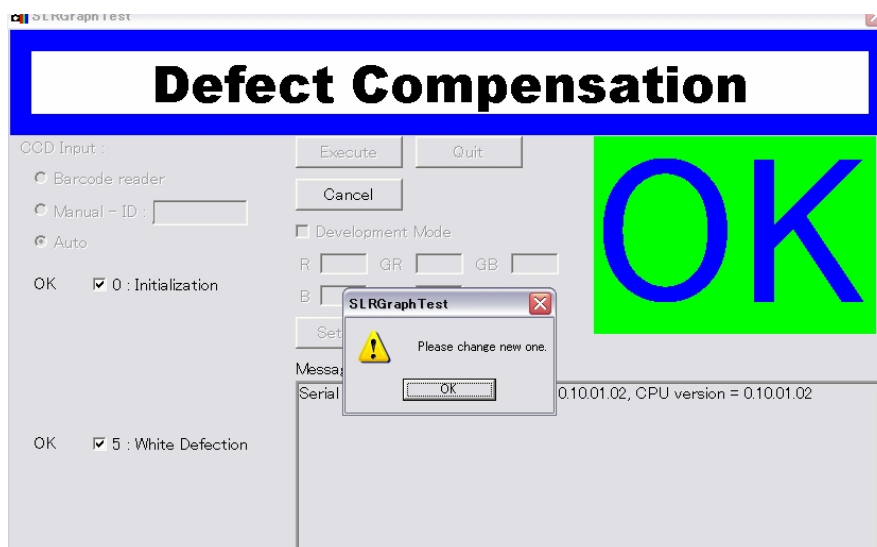 SLRGraphTest
Defect Compensation
CCD Input :
Barcode reader
Manual - ID :
Auto
OK 0 : Initialization
OK 5 : White Defection
Execute Quit
Cancel
Development Mode
R GR GB
B
Set
OK
SLRGraphTest
Please change new one.
OK
Messa
Serial 0.10.01.02, CPU version = 0.10.01.02